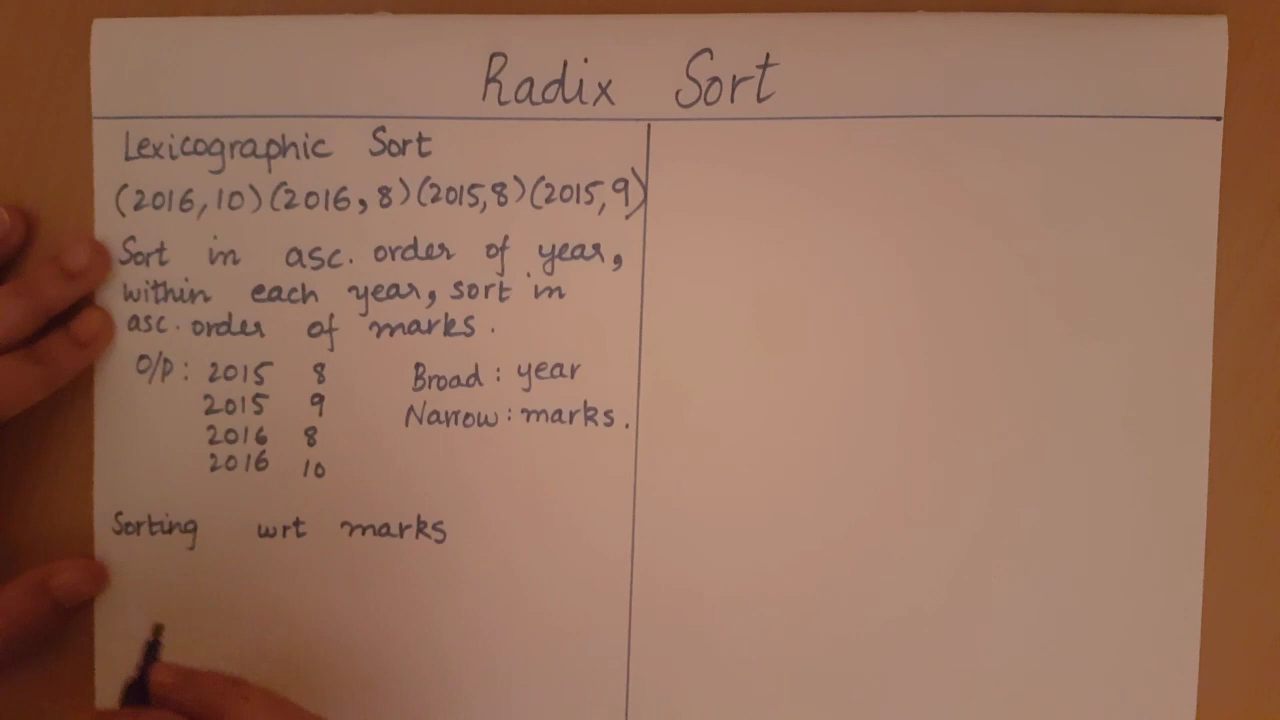 Radix Sort
Lexicographic Sort
(2016,10)(2016,8)(2015,8)(2015,9)
Sort in asc. order of year,
within each year, sort in
asc. order of marks.
O/P: 2015 8
2015 9
2016 8
2016 10
Broad: year
Narrow: marks.
Sorting wrt marks